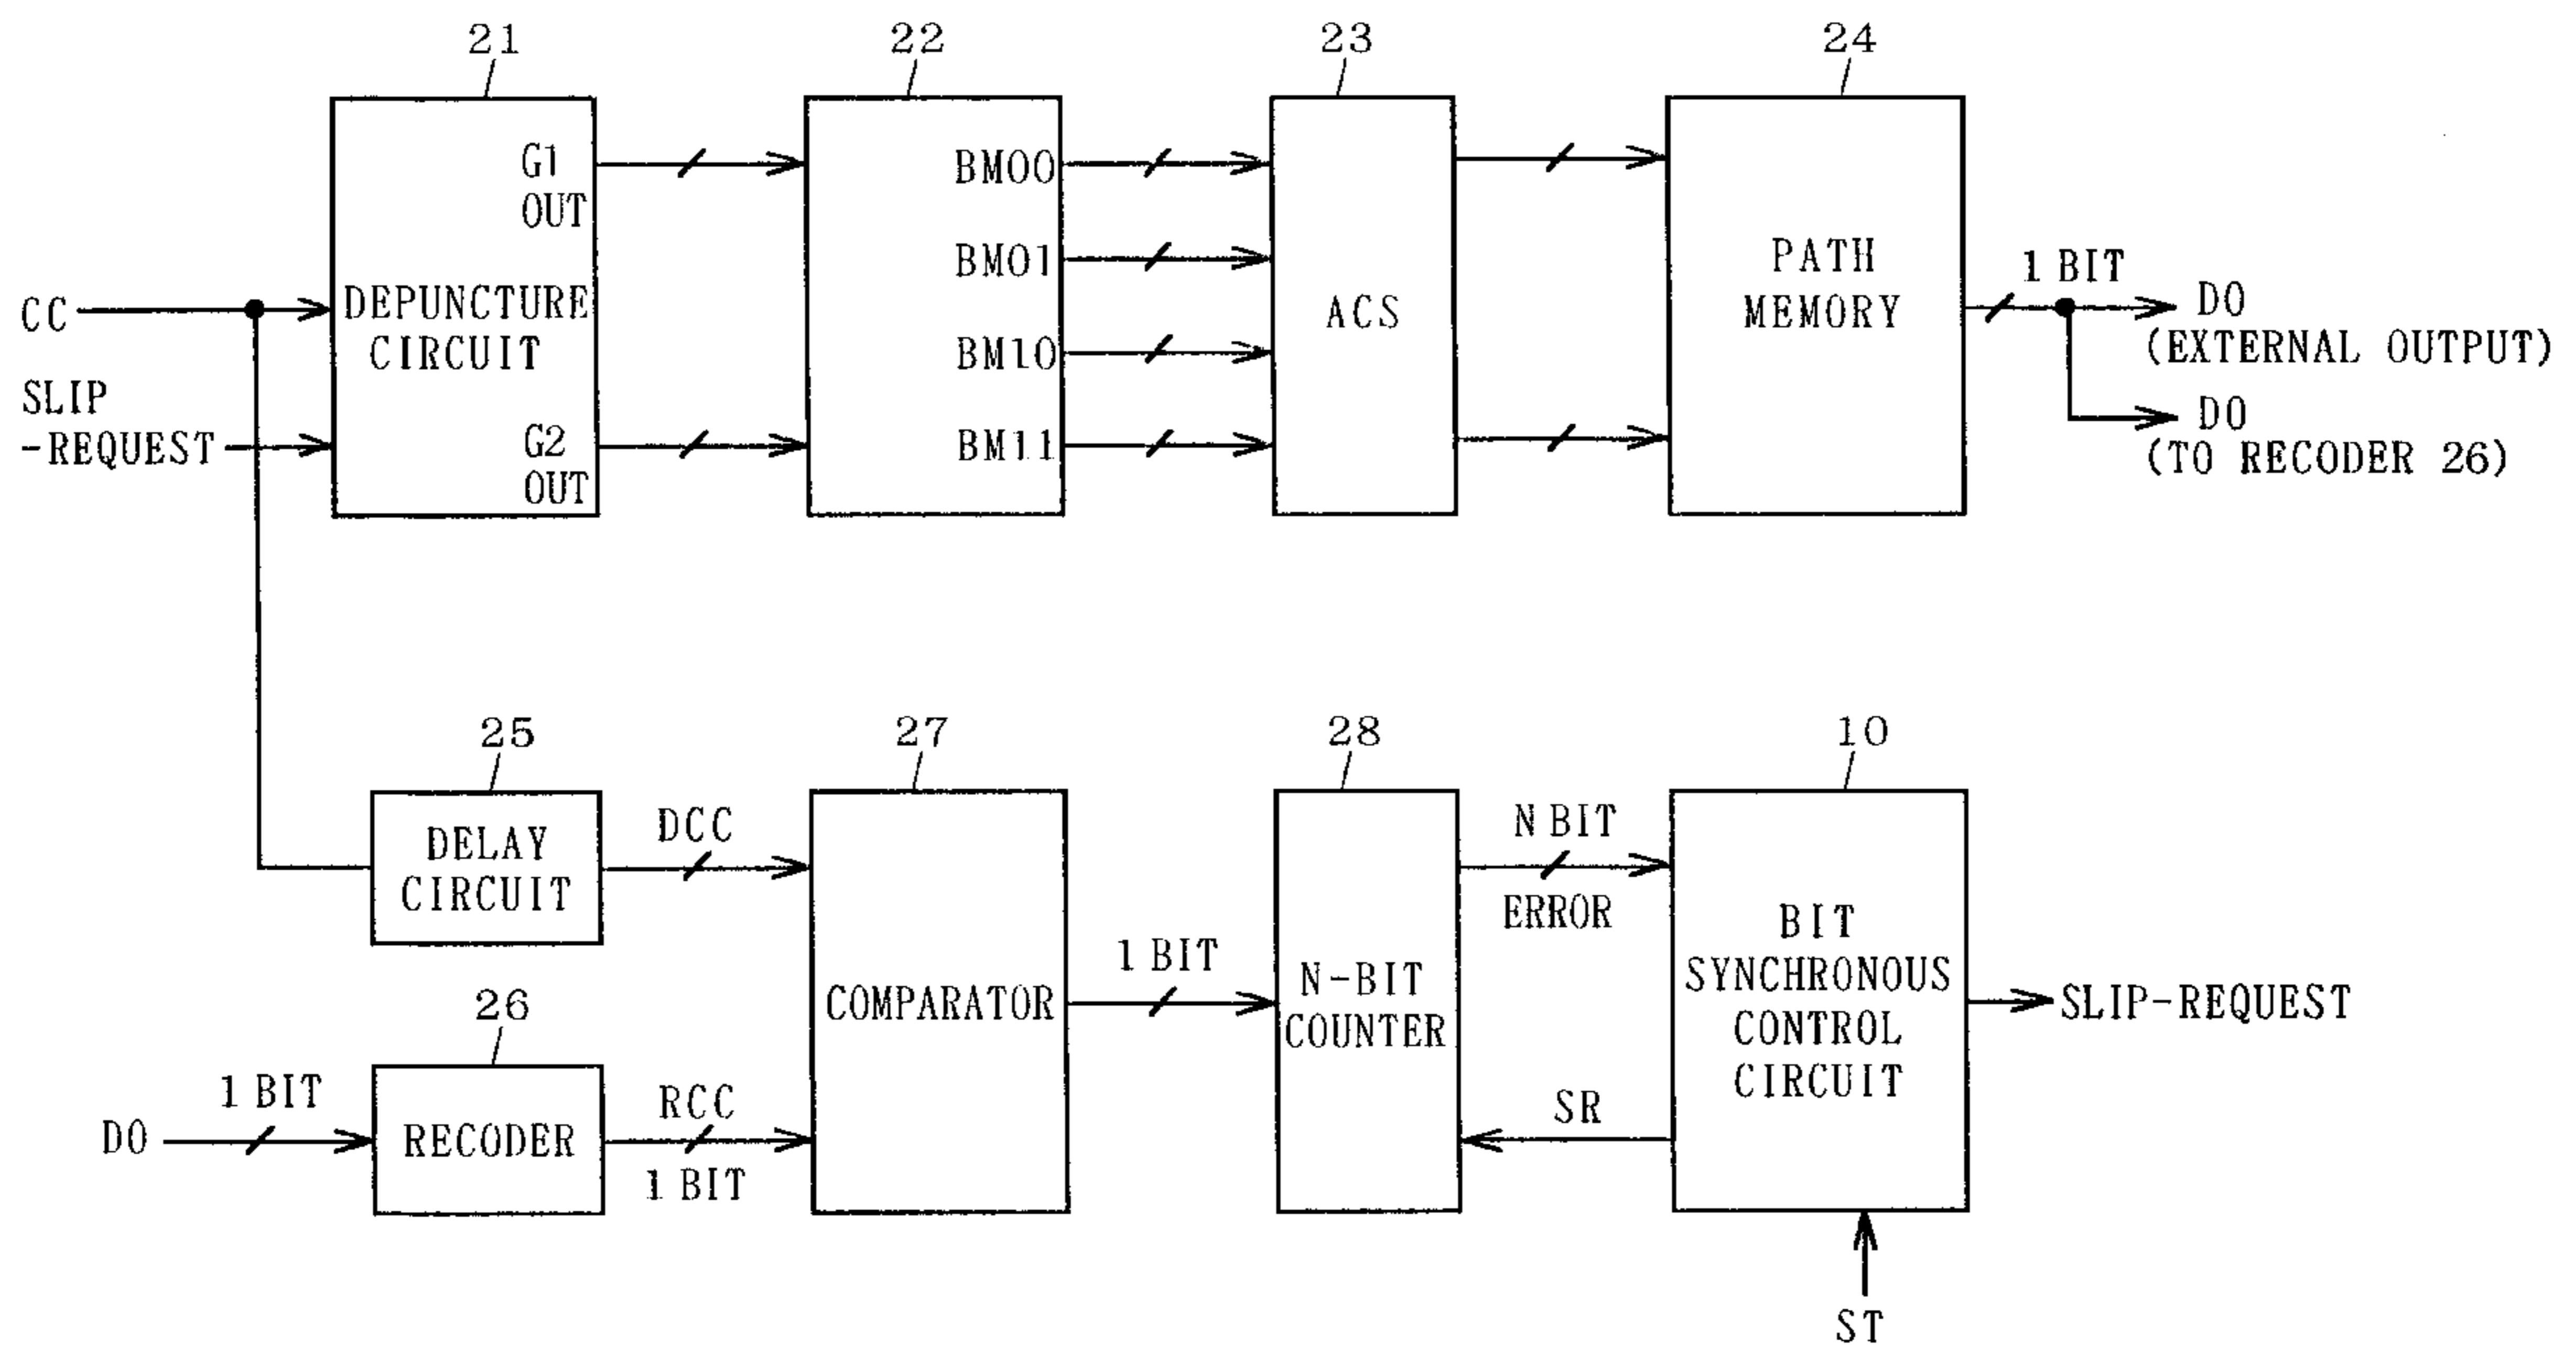 21
22
23
24
G1
OUT
DEPUNCTURE
CIRCUIT
G2
OUT
CC
SLIP
-REQUEST
BM00
BM01
BM10
BM11
ACS
PATH
MEMORY
1 BIT
DO
(EXTERNAL OUTPUT)
DO
(TO RECODER 26)
25
27
28
10
DELAY
CIRCUIT
DCC
26
DO
1 BIT
RECODER
RCC
1 BIT
COMPARATOR
1 BIT
N-BIT
COUNTER
N BIT
ERROR
SR
BIT
SYNCHRONOUS
CONTROL
CIRCUIT
SLIP-REQUEST
ST